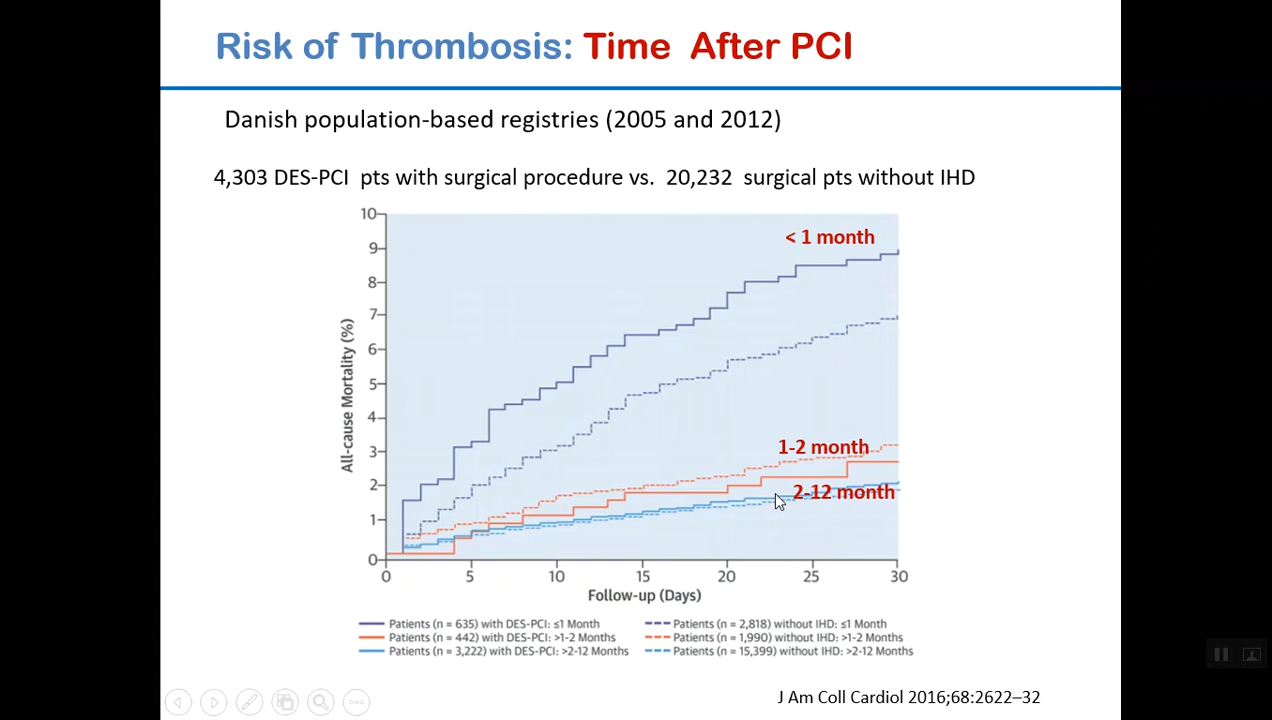 Risk of Thrombosis: Time After PCI
Danish population-based registries (2005 and 2012)
4,303 DES-PCI pts with surgical procedure vs. 20,232 surgical pts without IHD
10
9
8
7
6
5
4
3
2
1
0
All-cause Mortality (%)
< 1 month
1-2 month
2-12 month
0 5 10 15 20 25 30
Follow-up (Days)
Patients (n = 635) with DES-PCI: ≤1 Month
Patients (n = 2,818) without IHD: ≤1 Month
Patients (n = 442) with DES-PCI: >1-2 Months
Patients (n = 1,990) without IHD: >1-2 Months
Patients (n = 3,222) with DES-PCI: >2-12 Months
Patients (n = 15,399) without IHD: >2-12 Months
J Am Coll Cardiol 2016;68:2622–32